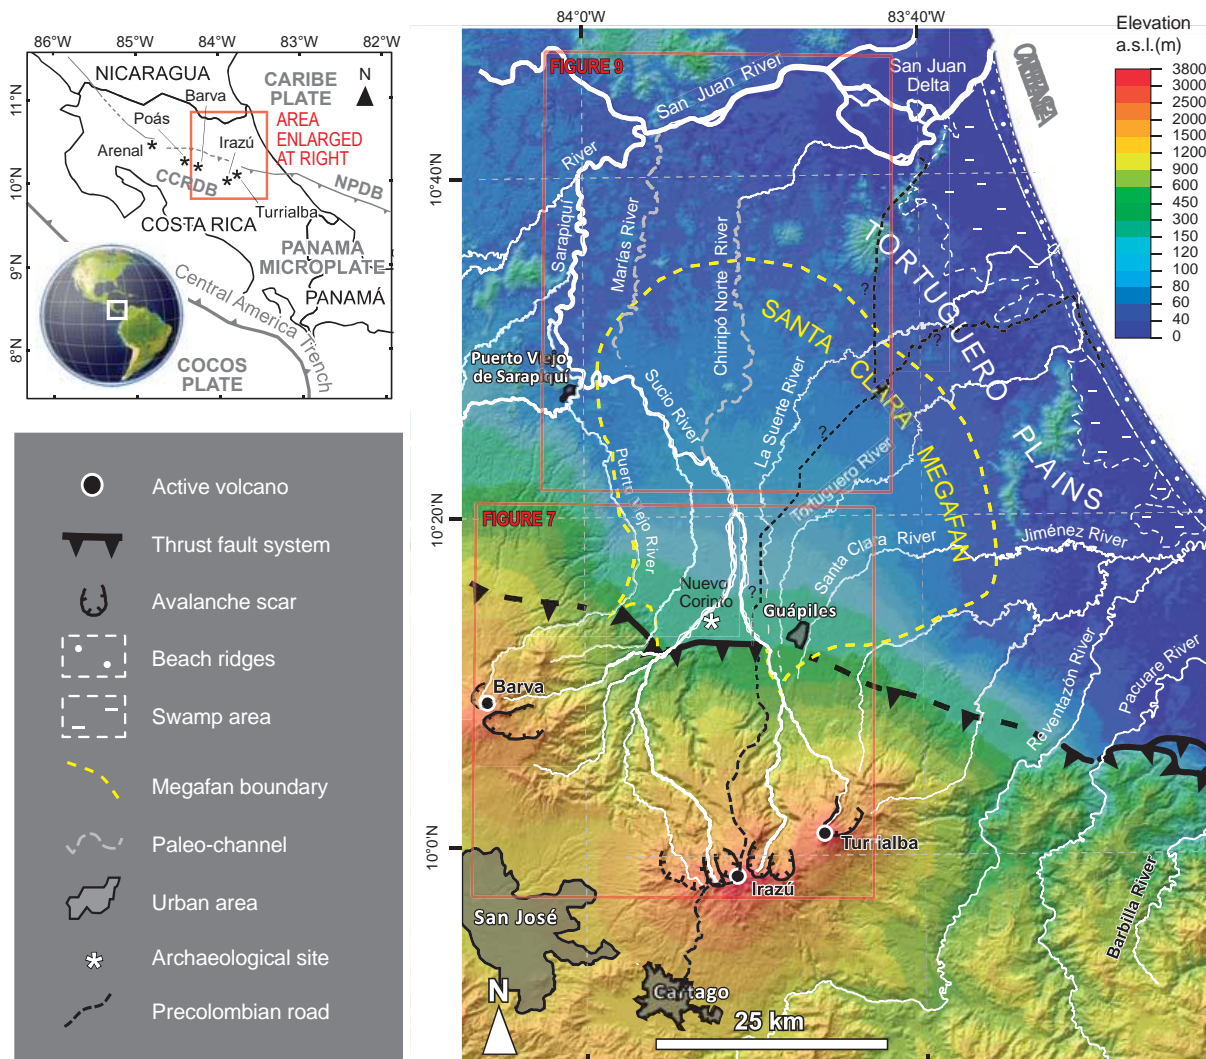 86°W
85°W
84°W
83°W
82°W
11°N
10°N
9°N
8°N
NICARAGUA
CARIBE
PLATE
N
Barva
AREA
ENLARGED
AT RIGHT
Poás
Irazú
Arenal
CCRDB
NPDB
Turrialba
COSTA RICA
PANAMA
MICROPLATE
PANAMÁ
Central America Trench
COCOS
PLATE
Active volcano
Thrust fault system
Avalanche scar
Beach ridges
Swamp area
Megafan boundary
Paleo-channel
Urban area
Archaeological site
Precolombian road
84°0'W
83°40'W
10°40'N
10°20'N
10°0'N
Elevation
a.s.l.(m)
3800
3000
2500
2000
1500
1200
900
600
450
300
150
120
100
80
60
40
0
FIGURE 9
San Juan River
San Juan
Delta
Sarapiquí River
Marías River
Chirripó Norte River
TORTUGUERO
PLAINS
SANTA
CLARA
MEGAFAN
Puerto Viejo
de Sarapiquí
Sucio River
La Suerte River
Puerto Viejo River
Tortuguero River
FIGURE 7
Santa Clara River
Jiménez River
Nuevo
Corinto
Guápiles
?
?
?
?
Reventazón River
Pacuare River
Barva
Turrialba
Irazú
Barbilla River
San José
Cartago
N
25 km